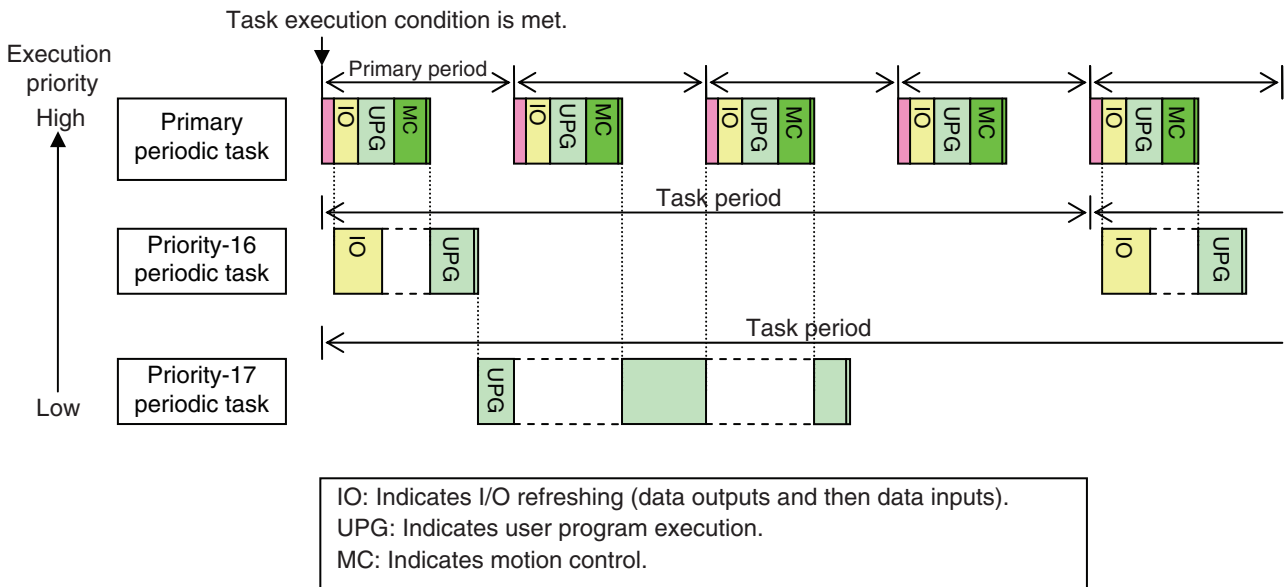 Task execution condition is met.
Execution
priority
High
Primary period
Primary
periodic task
IO
UPG
MC
IO
UPG
MC
IO
UPG
MC
IO
UPG
MC
IO
UPG
MC
Task period
Priority-16
periodic task
IO
UPG
IO
UPG
Task period
Priority-17
periodic task
UPG
Low
IO: Indicates I/O refreshing (data outputs and then data inputs).
UPG: Indicates user program execution.
MC: Indicates motion control.